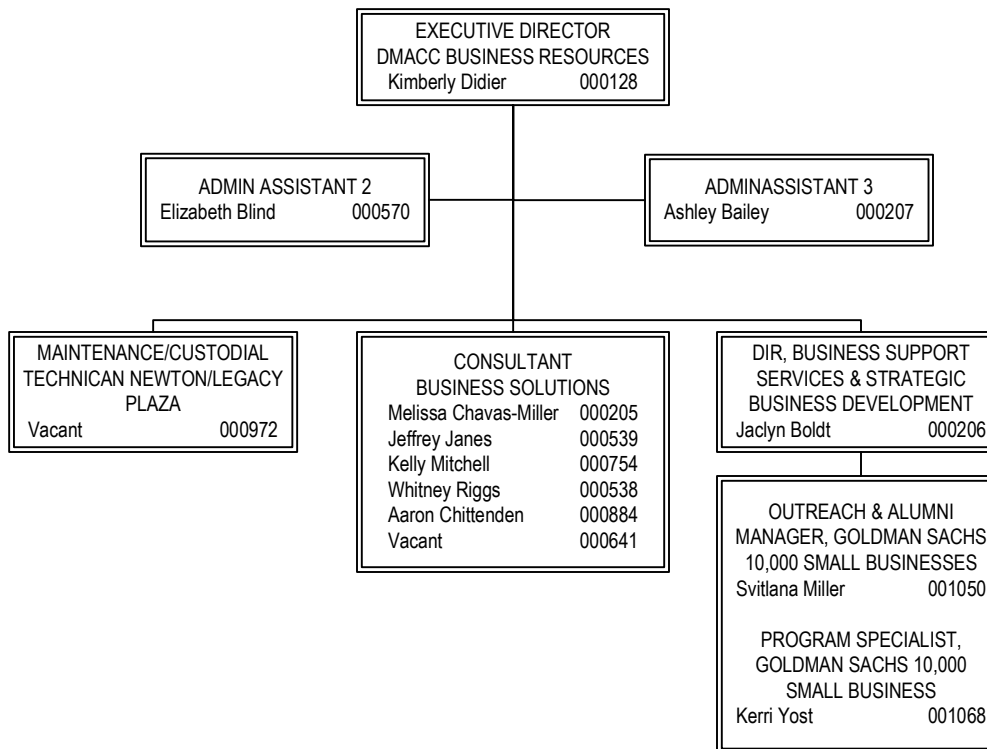 EXECUTIVE DIRECTOR
DMACC BUSINESS RESOURCES
Kimberly Didier 000128
ADMIN ASSISTANT 2
Elizabeth Blind 000570
ADMINASSISTANT 3
Ashley Bailey 000207
MAINTENANCE/CUSTODIAL
TECHNICAN NEWTON/LEGACY
PLAZA
Vacant 000972
CONSULTANT
BUSINESS SOLUTIONS
Melissa Chavas-Miller 000205
Jeffrey Janes 000539
Kelly Mitchell 000754
Whitney Riggs 000538
Aaron Chittenden 000884
Vacant 000641
DIR, BUSINESS SUPPORT
SERVICES & STRATEGIC
BUSINESS DEVELOPMENT
Jaclyn Boldt 000206
OUTREACH & ALUMNI
MANAGER, GOLDMAN SACHS
10,000 SMALL BUSINESSES
Svitlana Miller 001050
PROGRAM SPECIALIST,
GOLDMAN SACHS 10,000
SMALL BUSINESS
Kerri Yost 001068